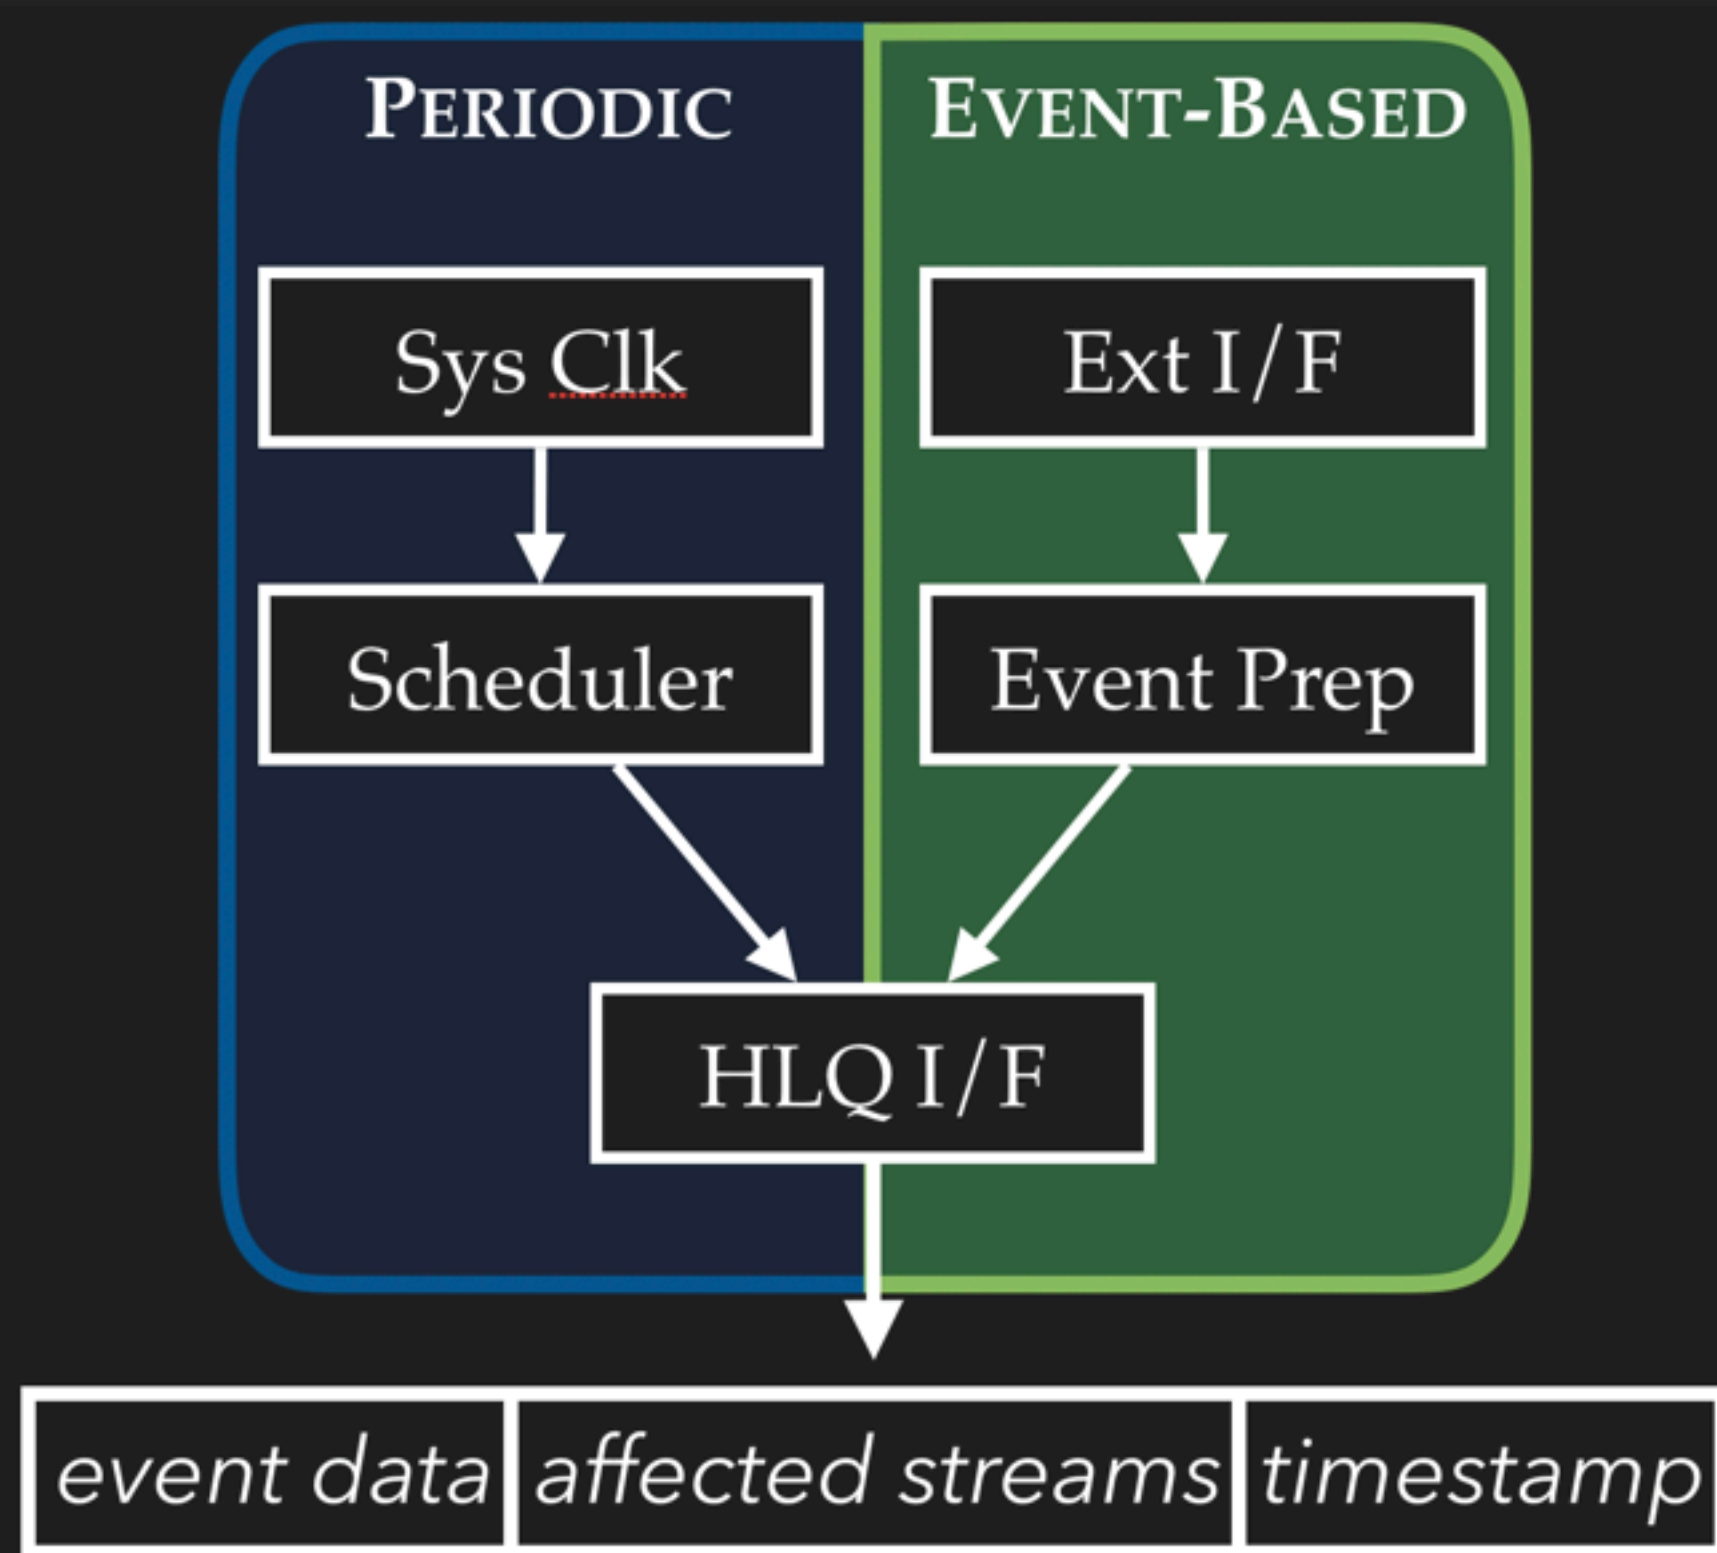 PERIODIC
EVENT-BASED
Sys Clk
Ext I/F
Scheduler
Event Prep
HLQ I/F
event data
affected streams
timestamp